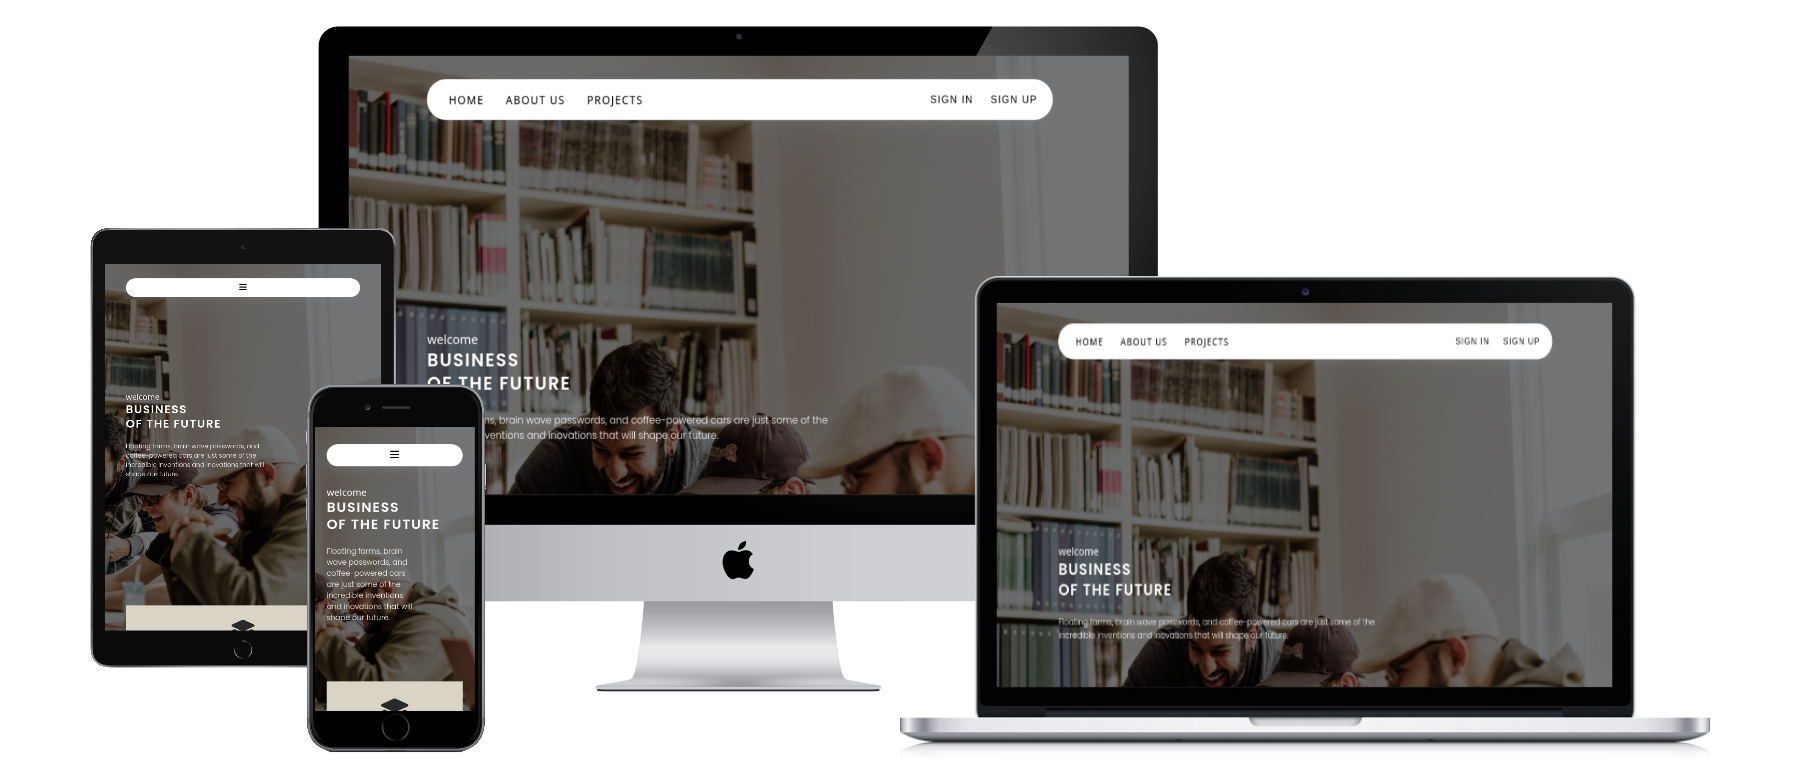 HOME ABOUT US PROJECTS SIGN IN SIGN UP
welcome
BUSINESS
OF THE FUTURE
ns, brain wave passwords, and coffee-powered cars are just some of the
ventions and inovations that will shape our future.
welcome
BUSINESS
OF THE FUTURE
Floating farms, brain wave passwords, and
coffee-powered cars are just some of the
incredible inventions and inovations that will
shape our future.
welcome
BUSINESS
OF THE FUTURE
Floating farms, brain
wave passwords, and
coffee-powered cars
are just some of the
incredible inventions
and inovations that will
shape our future.
HOME ABOUT US PROJECTS SIGN IN SIGN UP
welcome
BUSINESS
OF THE FUTURE
Floating farms, brain wave passwords, and coffee-powered cars are just some of the
incredible inventions and inovations that will shape our future.